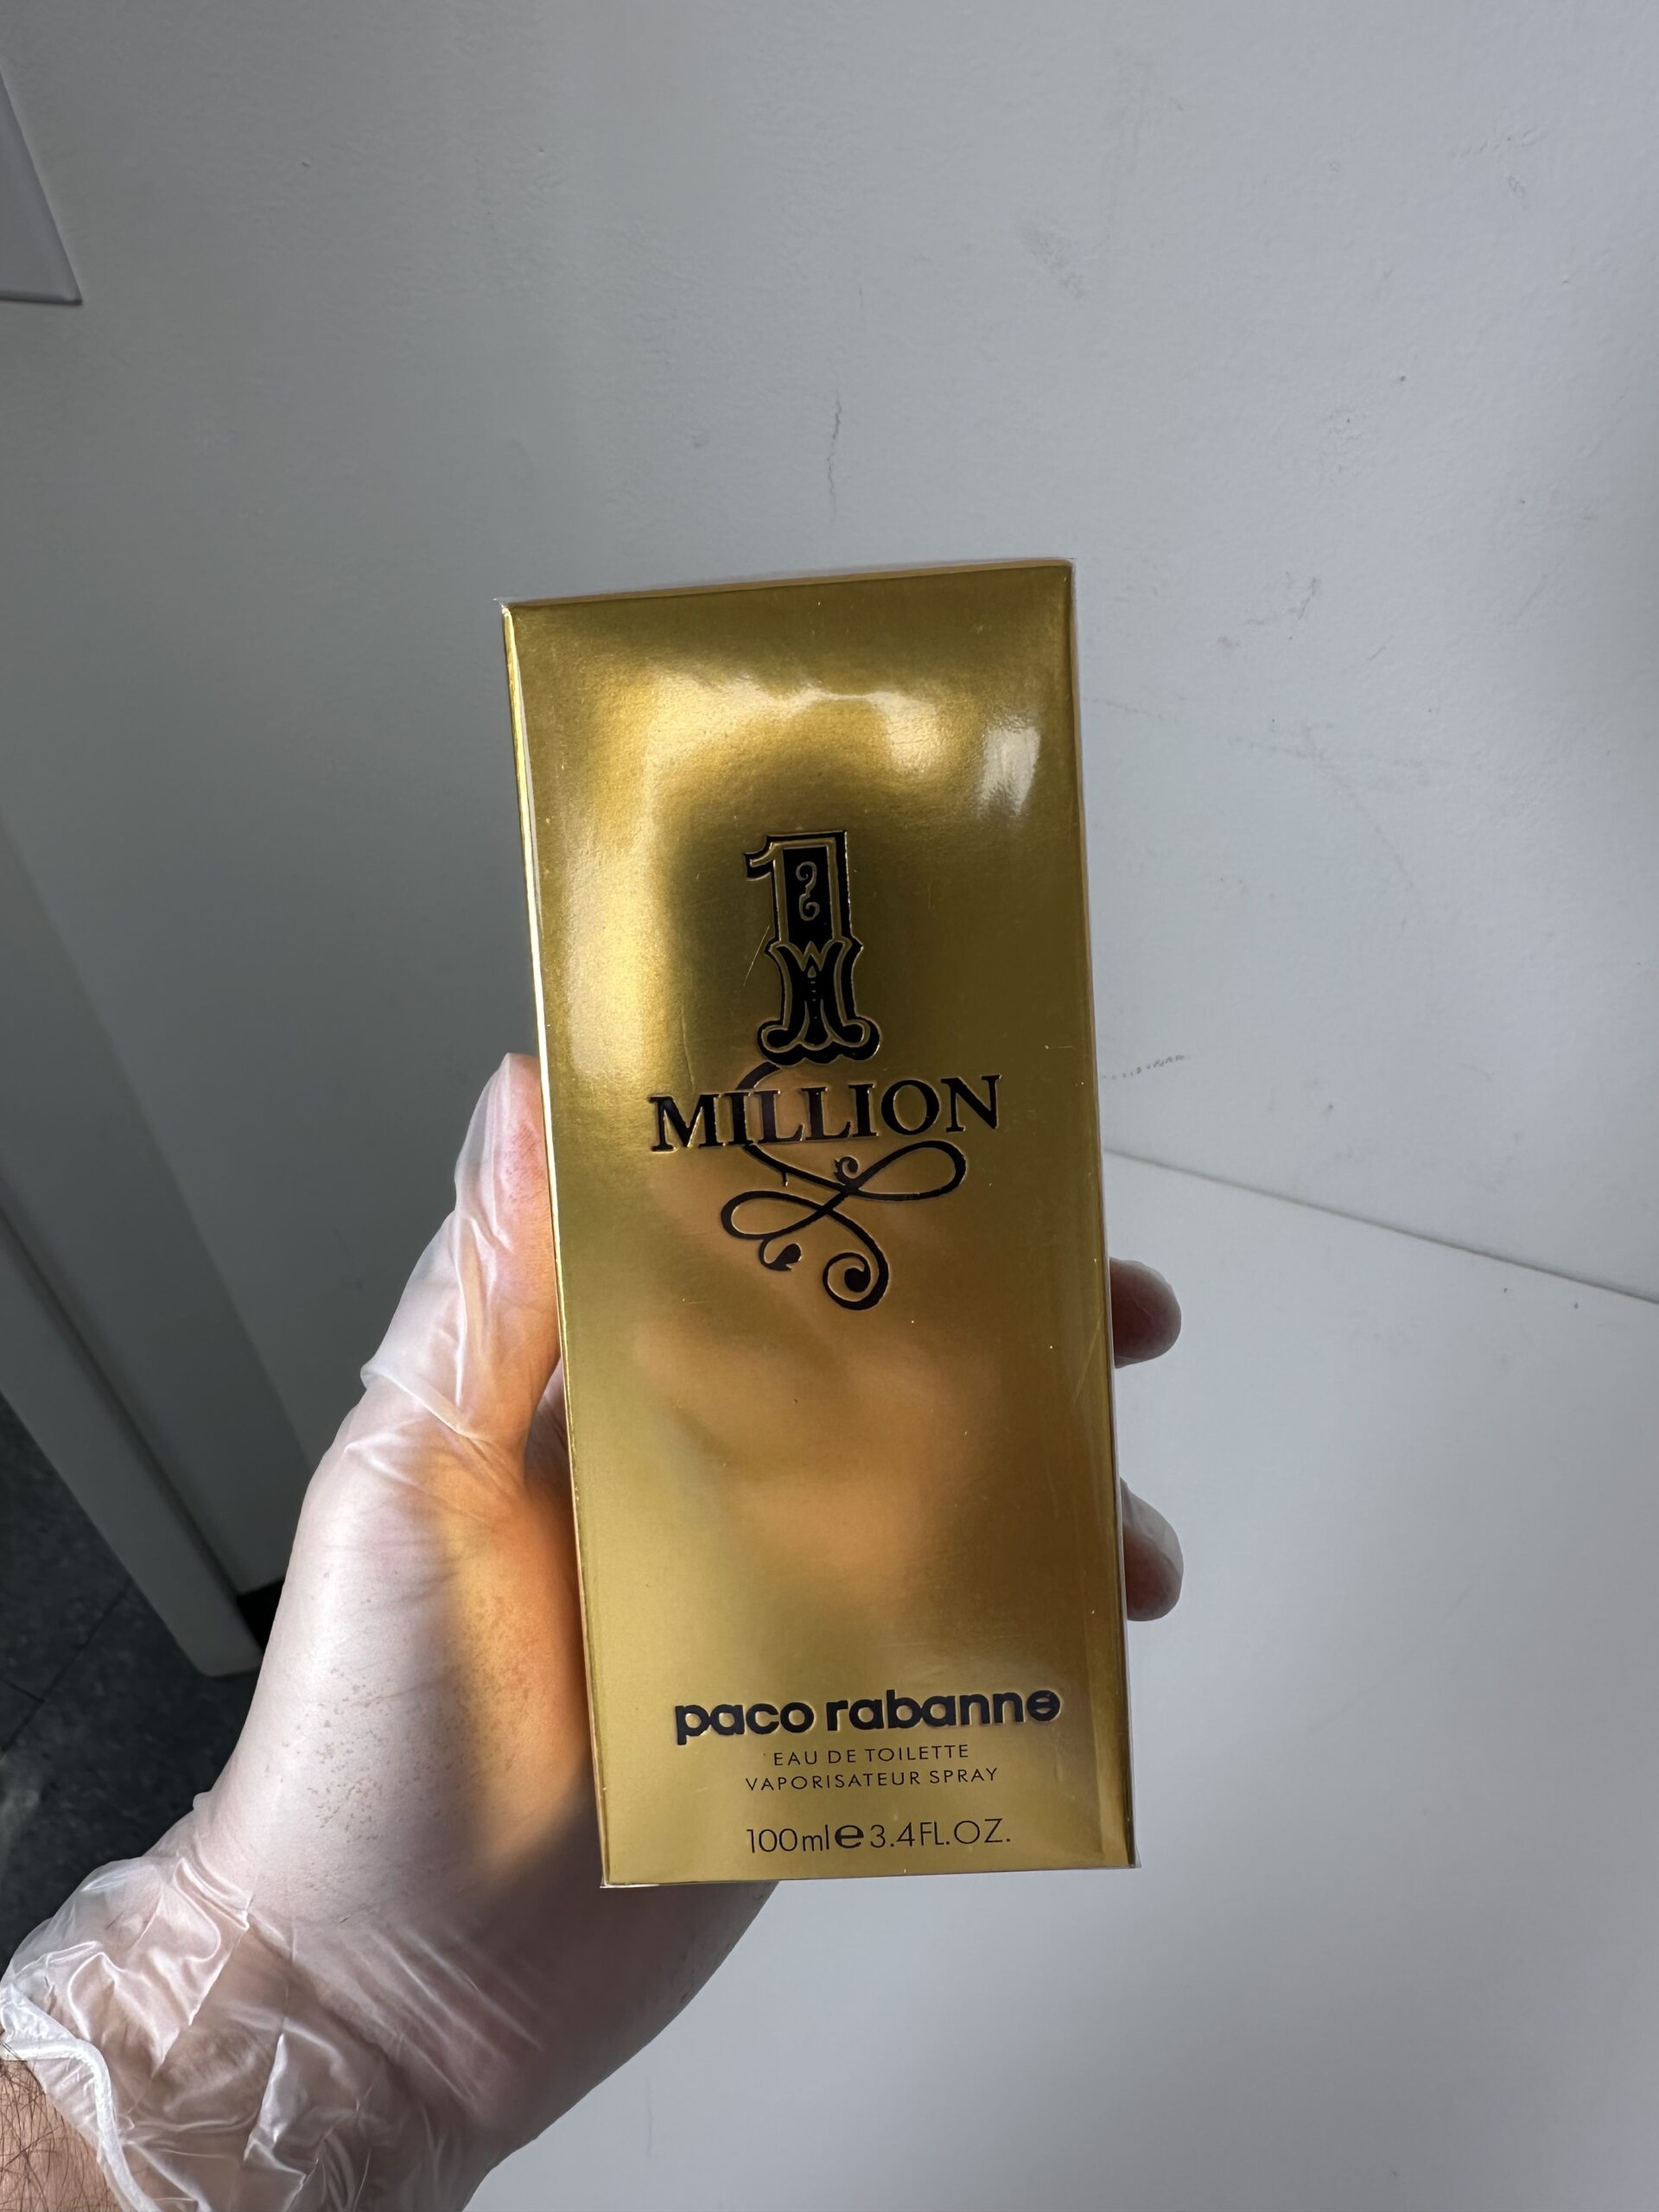 1
MILLION
paco rabanne
EAU DE TOILETTE
VAPORISATEUR SPRAY
100ml e 3.4FL.OZ.